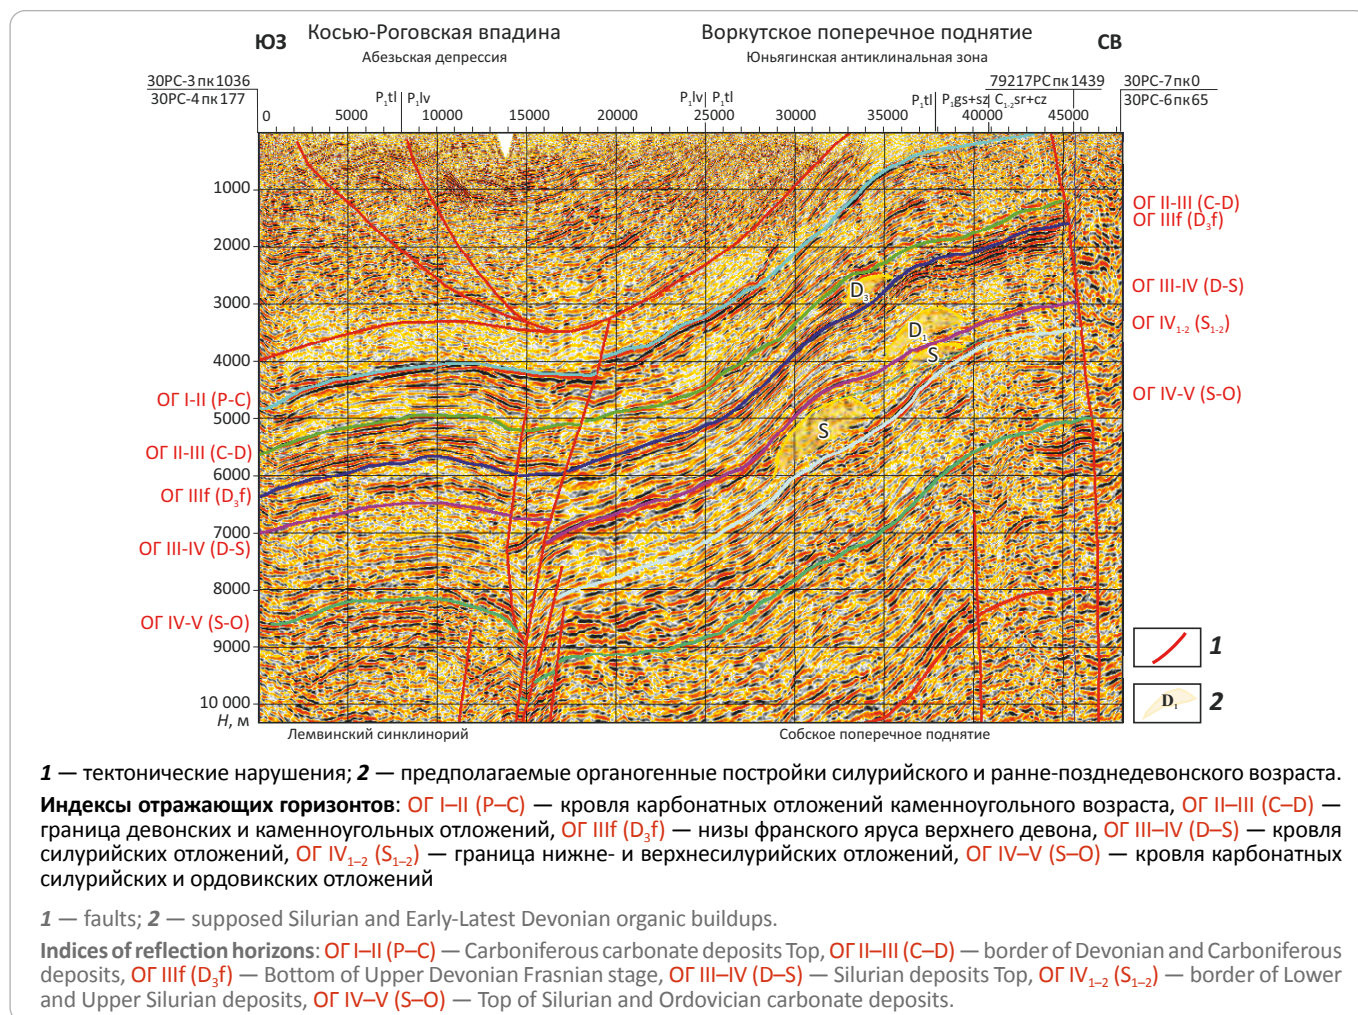 ЮЗ
Косью-Роговская впадина
Абезьская депрессия
Воркутское поперечное поднятие
Юньягинская антиклинальная зона
СВ
30РС-3 пк 1036
30РС-4 пк 177
79217РС пк 1439
30РС-7 пк 0
30РС-6 пк 65
P₁tl P₁lv
P₁lv P₁tl
P₁tl P₁gs+sz C₁₋₂sr+cz
0 5000 10000 15000 20000 25000 30000 35000 40000 45000
1000
2000
3000
4000
5000
6000
7000
8000
9000
10 000
H, м
ОГ I-II (P-C)
ОГ II-III (C-D)
ОГ IIIf (D₃f)
ОГ III-IV (D-S)
ОГ IV-V (S-O)
D₃
D₁
S
S
ОГ II-III (C-D)
ОГ IIIf (D₃f)
ОГ III-IV (D-S)
ОГ IV₁₋₂ (S₁₋₂)
ОГ IV-V (S-O)
1
D₁ 2
Лемвинский синклинорий
Собское поперечное поднятие
1 — тектонические нарушения; 2 — предполагаемые органогенные постройки силурийского и ранне-позднедевонского возраста.
Индексы отражающих горизонтов: ОГ I–II (P–C) — кровля карбонатных отложений каменноугольного возраста, ОГ II–III (C–D) —
граница девонских и каменноугольных отложений, ОГ IIIf (D₃f) — низы франского яруса верхнего девона, ОГ III–IV (D–S) — кровля
силурийских отложений, ОГ IV₁₋₂ (S₁₋₂) — граница нижне- и верхнесилурийских отложений, ОГ IV–V (S–O) — кровля карбонатных
силурийских и ордовикских отложений
1 — faults; 2 — supposed Silurian and Early-Latest Devonian organic buildups.
Indices of reflection horizons: ОГ I–II (P–C) — Carboniferous carbonate deposits Top, ОГ II–III (C–D) — border of Devonian and Carboniferous
deposits, ОГ IIIf (D₃f) — Bottom of Upper Devonian Frasnian stage, ОГ III–IV (D–S) — Silurian deposits Top, ОГ IV₁₋₂ (S₁₋₂) — border of Lower
and Upper Silurian deposits, ОГ IV–V (S–O) — Top of Silurian and Ordovician carbonate deposits.